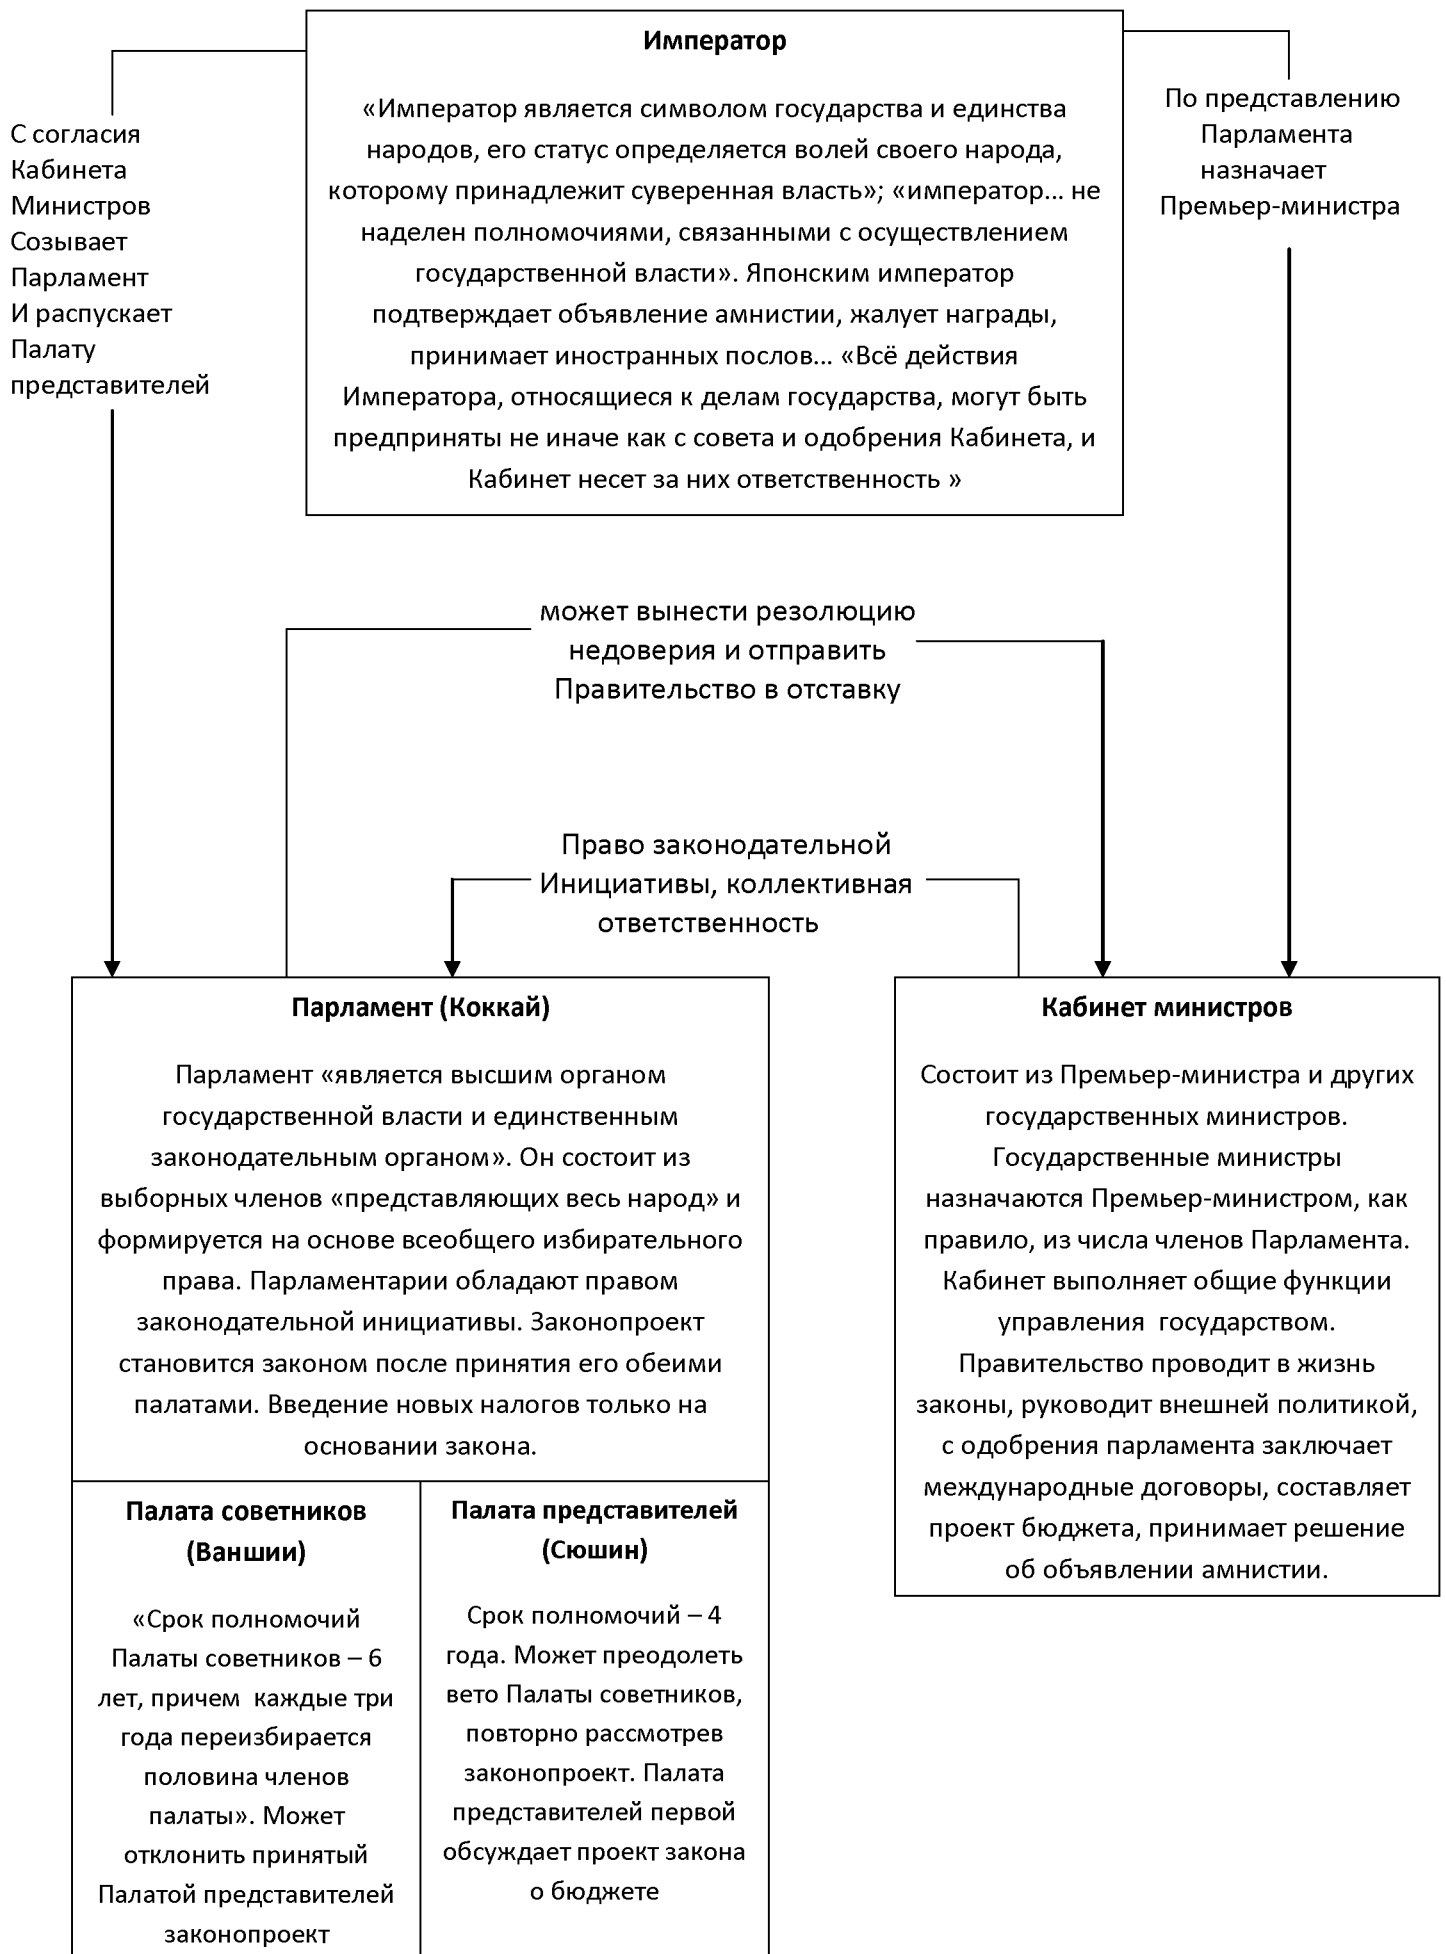 Император
«Император является символом государства и единства
народов, его статус определяется волей своего народа,
которому принадлежит суверенная власть»; «император... не
наделен полномочиями, связанными с осуществлением
государственной власти». Японским император
подтверждает объявление амнистии, жалует награды,
принимает иностранных послов... «Всё действия
Императора, относящиеся к делам государства, могут быть
предприняты не иначе как с совета и одобрения Кабинета, и
Кабинет несет за них ответственность »
С согласия
Кабинета
Министров
Созывает
Парламент
И распускает
Палату
представителей
По представлению
Парламента
назначает
Премьер-министра
может вынести резолюцию
недоверия и отправить
Правительство в отставку
Право законодательной
Инициативы, коллективная
ответственность
Парламент (Коккай)
Парламент «является высшим органом
государственной власти и единственным
законодательным органом». Он состоит из
выборных членов «представляющих весь народ» и
формируется на основе всеобщего избирательного
права. Парламентарии обладают правом
законодательной инициативы. Законопроект
становится законом после принятия его обеими
палатами. Введение новых налогов только на
основании закона.
Палата советников
(Ваншии)
«Срок полномочий
Палаты советников – 6
лет, причем каждые три
года переизбирается
половина членов
палаты». Может
отклонить принятый
Палатой представителей
законопроект
Палата представителей
(Сюшин)
Срок полномочий – 4
года. Может преодолеть
вето Палаты советников,
повторно рассмотрев
законопроект. Палата
представителей первой
обсуждает проект закона
о бюджете
Кабинет министров
Состоит из Премьер-министра и других
государственных министров.
Государственные министры
назначаются Премьер-министром, как
правило, из числа членов Парламента.
Кабинет выполняет общие функции
управления государством.
Правительство проводит в жизнь
законы, руководит внешней политикой,
с одобрения парламента заключает
международные договоры, составляет
проект бюджета, принимает решение
об объявлении амнистии.